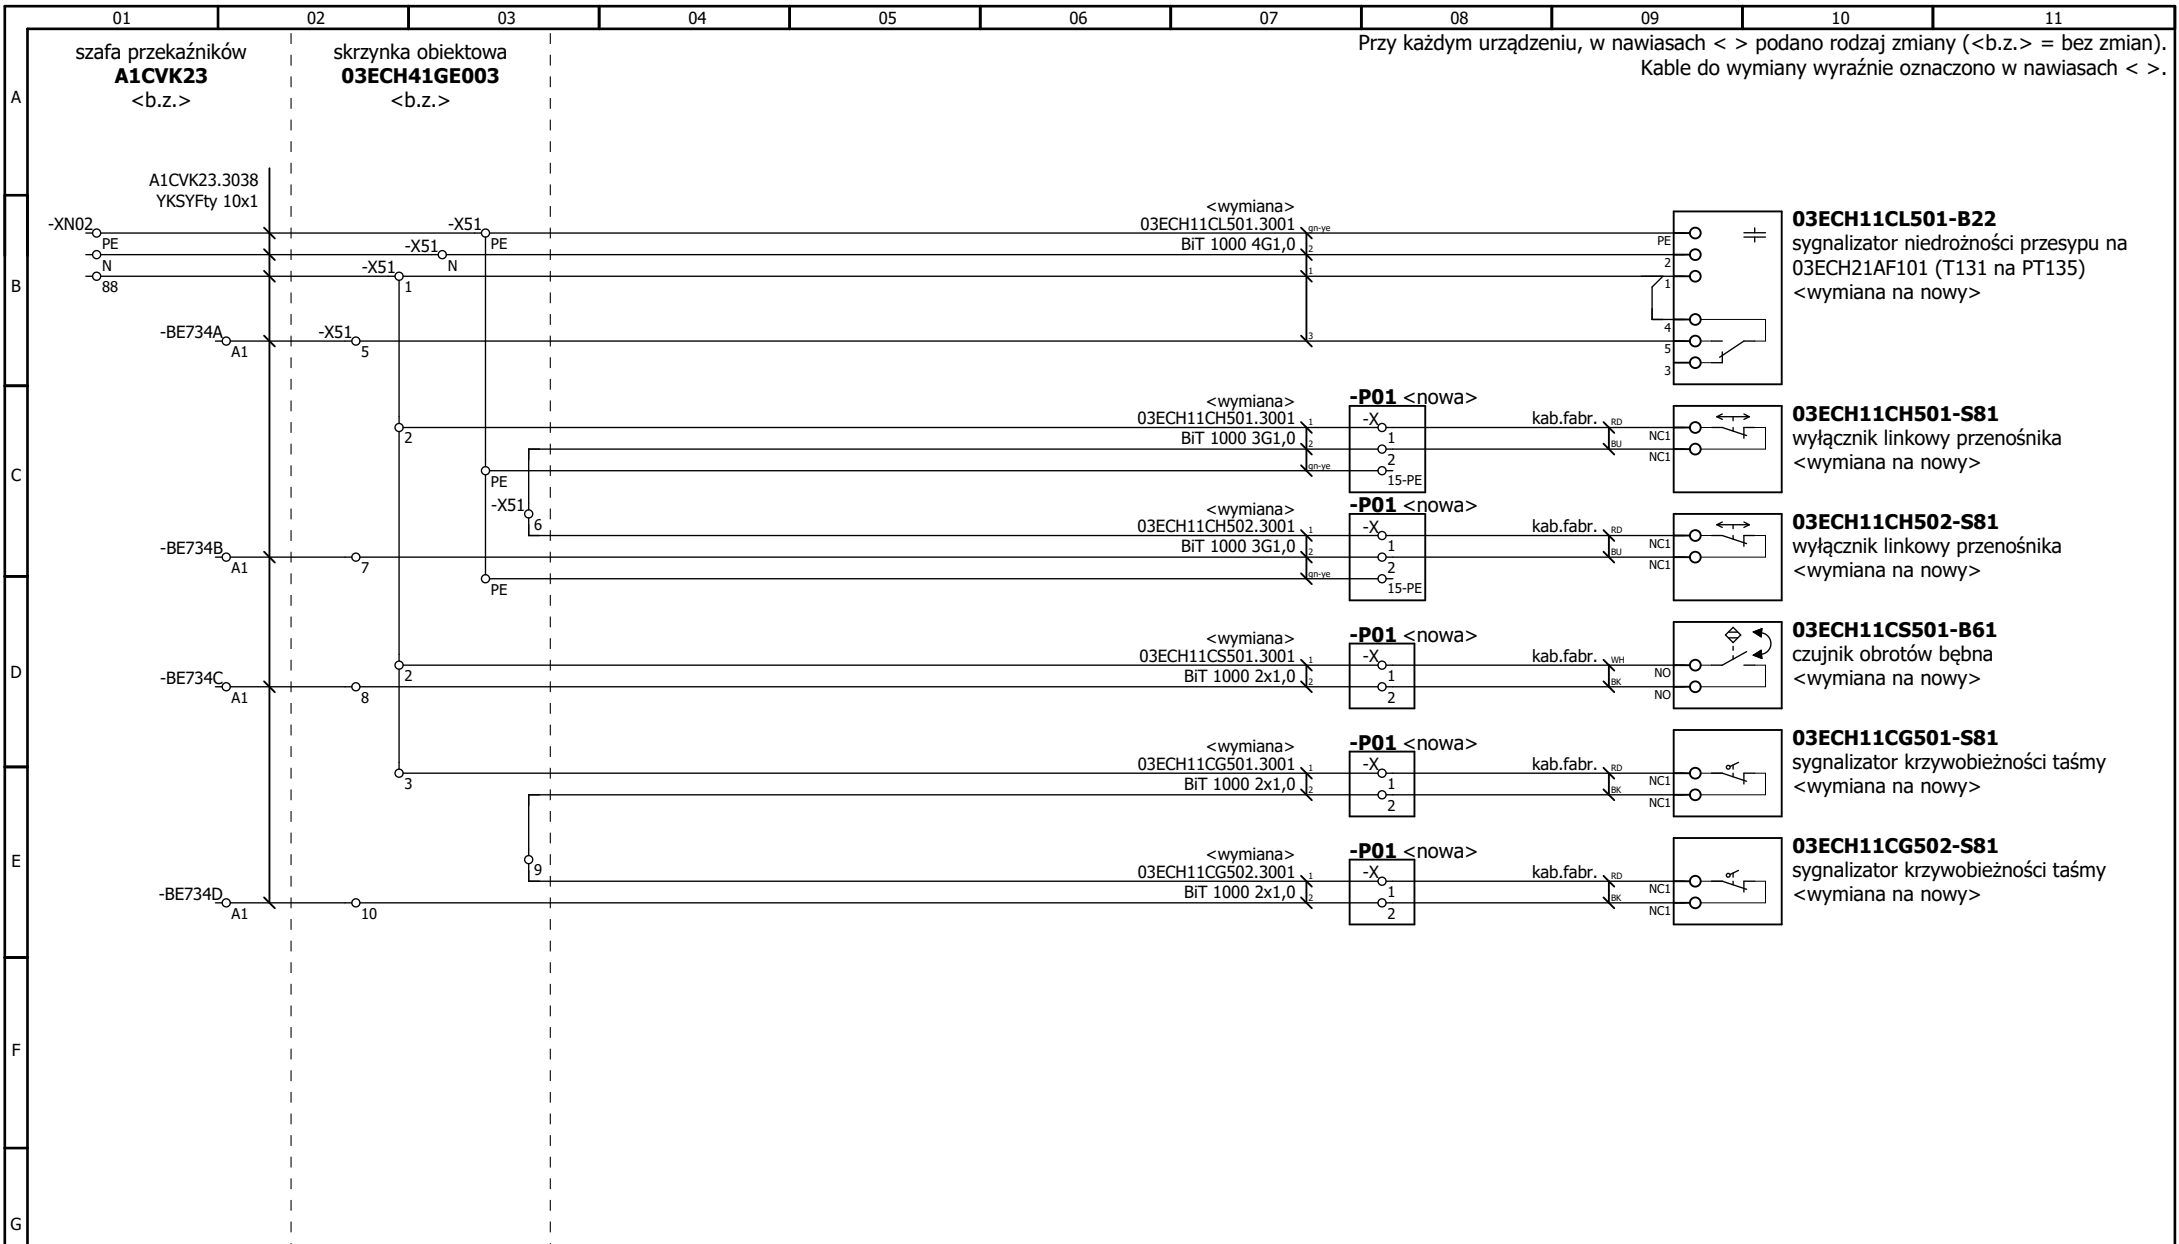 01 02 03 04 05 06 07 08 09 10 11
szafa przekaźników
A1CVK23
<b.z.>
skrzynka obiektowa
03ECH41GE003
<b.z.>
Przy każdym urządzeniu, w nawiasach < > podano rodzaj zmiany (<b.z.> = bez zmian).
Kable do wymiany wyraźnie oznaczono w nawiasach < >.
A
A1CVK23.3038
YKSYFty 10x1
B
-XN02
PE
N
88
-X51
PE
-X51
N
-X51
1
<wymiana>
03ECH11CL501.3001
BiT 1000 4G1,0
gn-ye
2
1
3
-BE734A
A1
-X51
5
PE
2
1
4
5
3
03ECH11CL501-B22
sygnalizator niedrożności przesypu na
03ECH21AF101 (T131 na PT135)
<wymiana na nowy>
C
2
PE
<wymiana>
03ECH11CH501.3001
BiT 1000 3G1,0
1
2
gn-ye
-P01 <nowa>
-X
1
2
15-PE
kab.fabr.
RD
BU
NC1
NC1
03ECH11CH501-S81
wyłącznik linkowy przenośnika
<wymiana na nowy>
-X51
6
-BE734B
A1
7
PE
<wymiana>
03ECH11CH502.3001
BiT 1000 3G1,0
1
2
gn-ye
-P01 <nowa>
-X
1
2
15-PE
kab.fabr.
RD
BU
NC1
NC1
03ECH11CH502-S81
wyłącznik linkowy przenośnika
<wymiana na nowy>
D
-BE734C
A1
2
8
<wymiana>
03ECH11CS501.3001
BiT 1000 2x1,0
1
2
-P01 <nowa>
-X
1
2
kab.fabr.
WH
BK
NO
NO
03ECH11CS501-B61
czujnik obrotów bębna
<wymiana na nowy>
3
<wymiana>
03ECH11CG501.3001
BiT 1000 2x1,0
1
2
-P01 <nowa>
-X
1
2
kab.fabr.
RD
BK
NC1
NC1
03ECH11CG501-S81
sygnalizator krzywobieżności taśmy
<wymiana na nowy>
E
9
-BE734D
A1
10
<wymiana>
03ECH11CG502.3001
BiT 1000 2x1,0
1
2
-P01 <nowa>
-X
1
2
kab.fabr.
RD
BK
NC1
NC1
03ECH11CG502-S81
sygnalizator krzywobieżności taśmy
<wymiana na nowy>
F
G